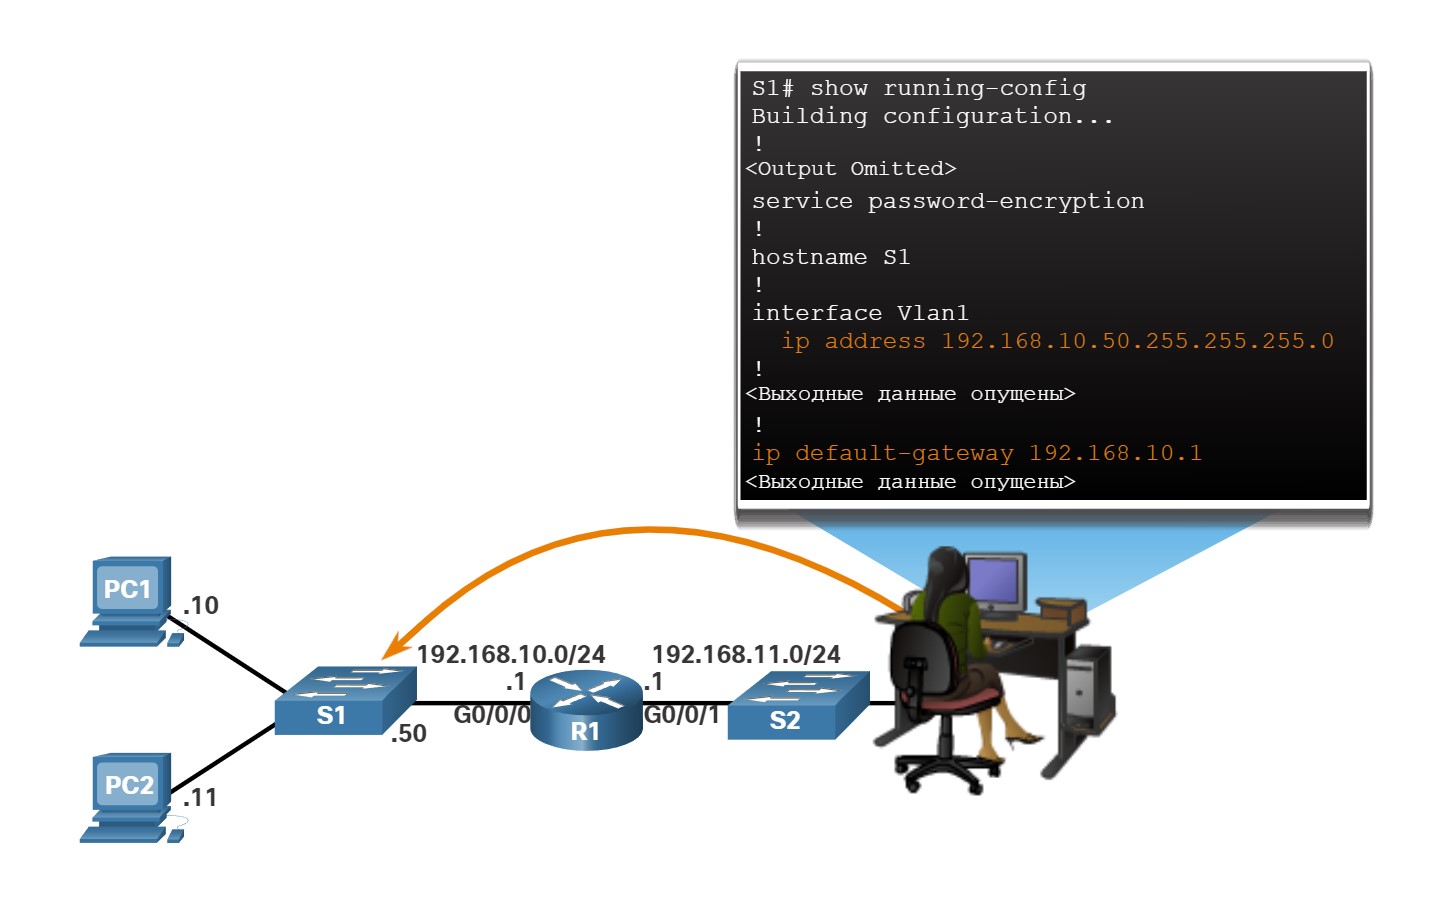 S1# show running-config
Building configuration...
!
<Output Omitted>
service password-encryption
!
hostname S1
!
interface Vlan1
ip address 192.168.10.50.255.255.255.0
!
<Выходные данные опущены>
!
ip default-gateway 192.168.10.1
<Выходные данные опущены>
PC1
.10
192.168.10.0/24
192.168.11.0/24
.1
.1
S1
G0/0/0
R1
G0/0/1
S2
.50
PC2
.11